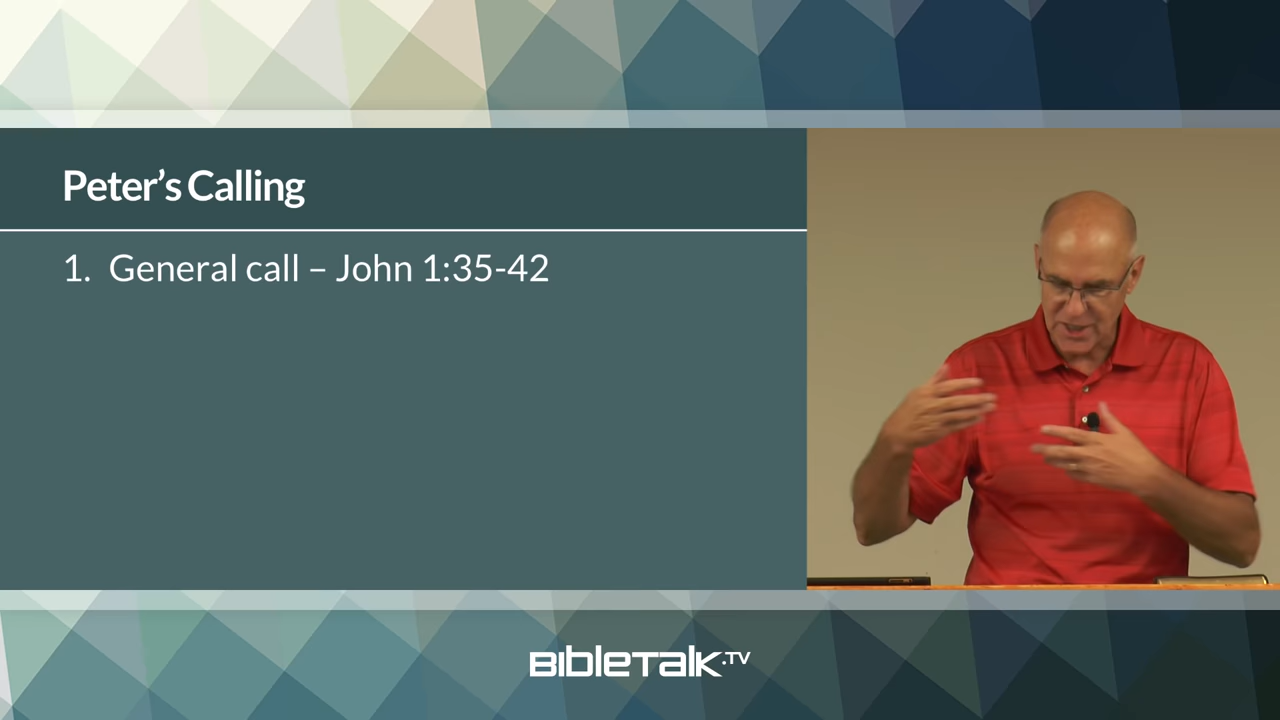 Peter's Calling
1. General call – John 1:35-42
BIBLETALK.TV